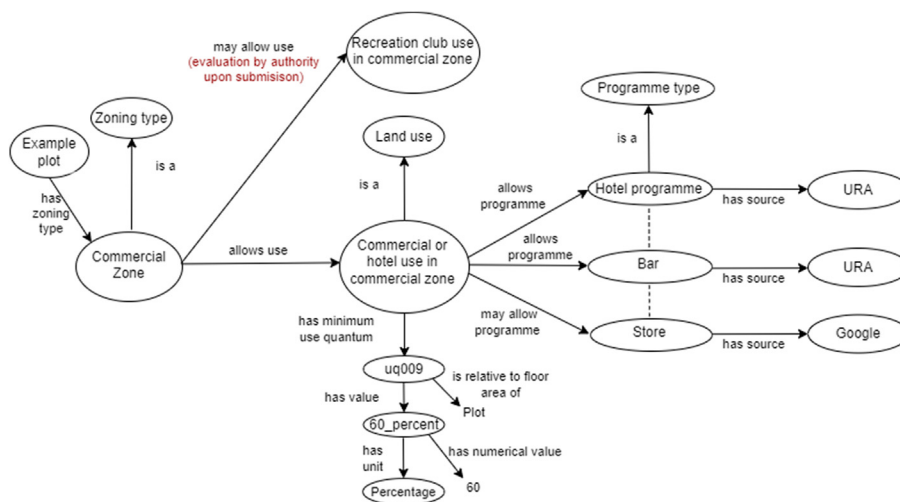 may allow use
(evaluation by authority
upon submisison)
Recreation club use
in commercial zone
Programme type
Zoning type
Example
plot
Land use
is a
is a
is a
has
zoning
type
allows
programme
Hotel programme
has source
URA
Commercial
Zone
allows use
Commercial or
hotel use in
commercial zone
allows
programme
Bar
has source
URA
may allow
programme
Store
has source
Google
has minimum
use quantum
uq009
is relative to floor
area of
Plot
has value
60_percent
has
unit
has numerical value
60
Percentage